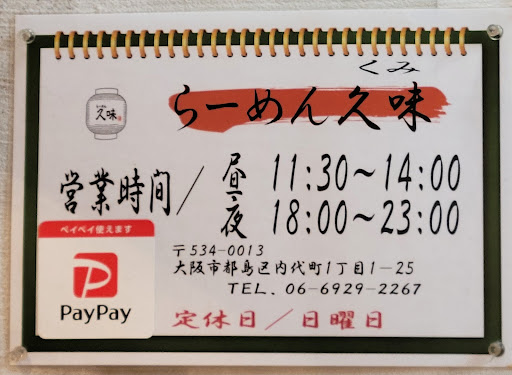 くみ
らーめん久味
久味
営業時間／昼 11:30～14:00
夜 18:00～23:00
ペイペイ使えます
PayPay
〒534-0013
大阪市都島区内代町1丁目1-25
TEL. 06-6929-2267
定休日／日曜日